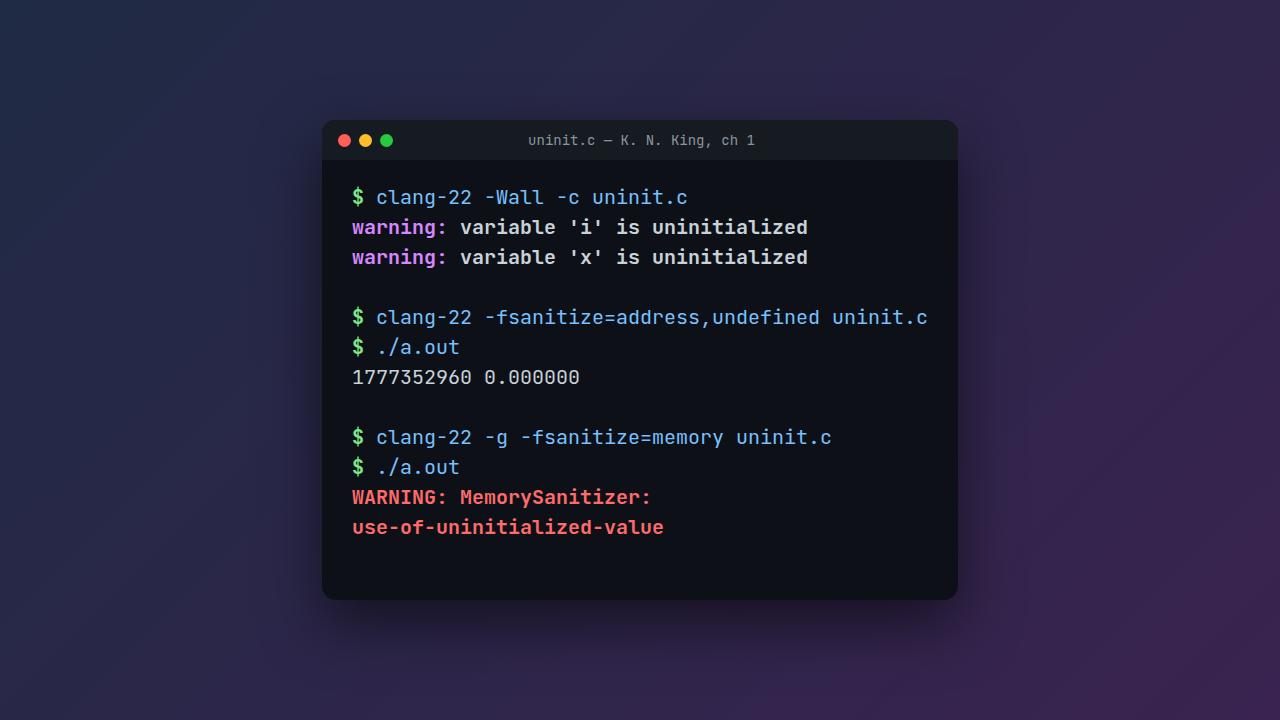 uninit.c — K. N. King, ch 1
$ clang-22 -Wall -c uninit.c
warning: variable 'i' is uninitialized
warning: variable 'x' is uninitialized
$ clang-22 -fsanitize=address,undefined uninit.c
$ ./a.out
1777352960 0.000000
$ clang-22 -g -fsanitize=memory uninit.c
$ ./a.out
WARNING: MemorySanitizer:
use-of-uninitialized-value